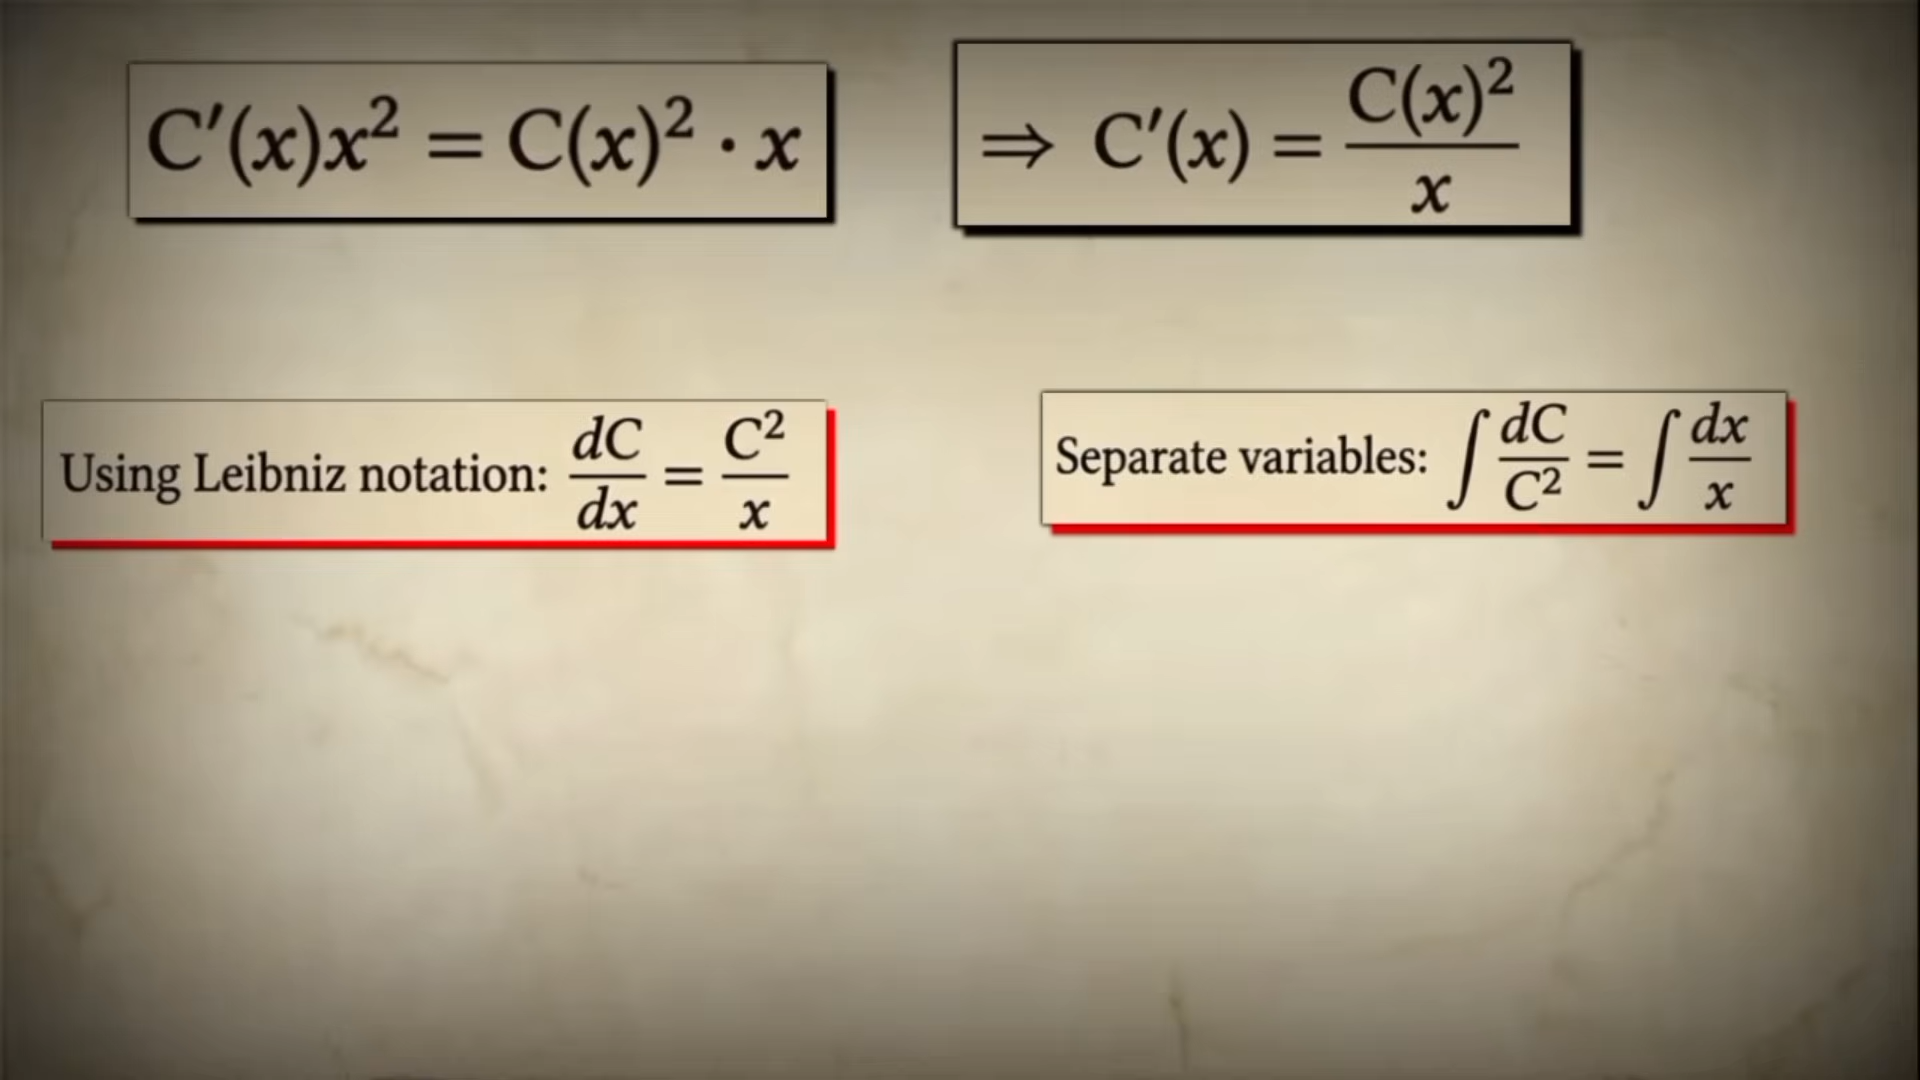 C′(x)x² = C(x)² · x
⇒ C′(x) = C(x)²/x
Using Leibniz notation: dC/dx = C²/x
Separate variables: ∫ dC/C² = ∫ dx/x